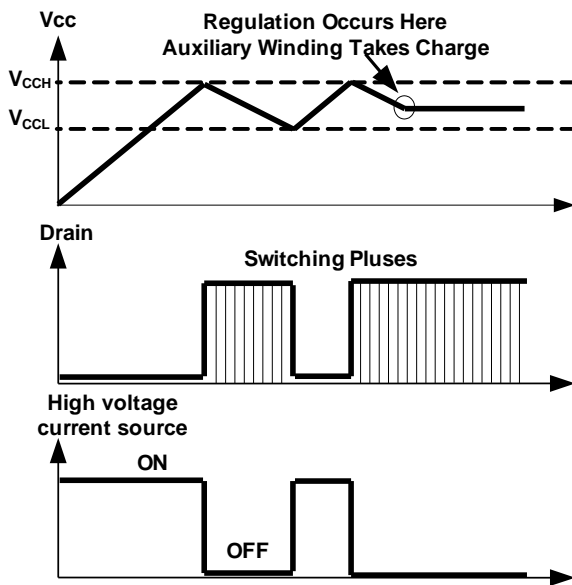 Vcc
Regulation Occurs Here
Auxiliary Winding Takes Charge
VCCH
VCCL
Drain
Switching Pluses
High voltage
current source
ON
OFF